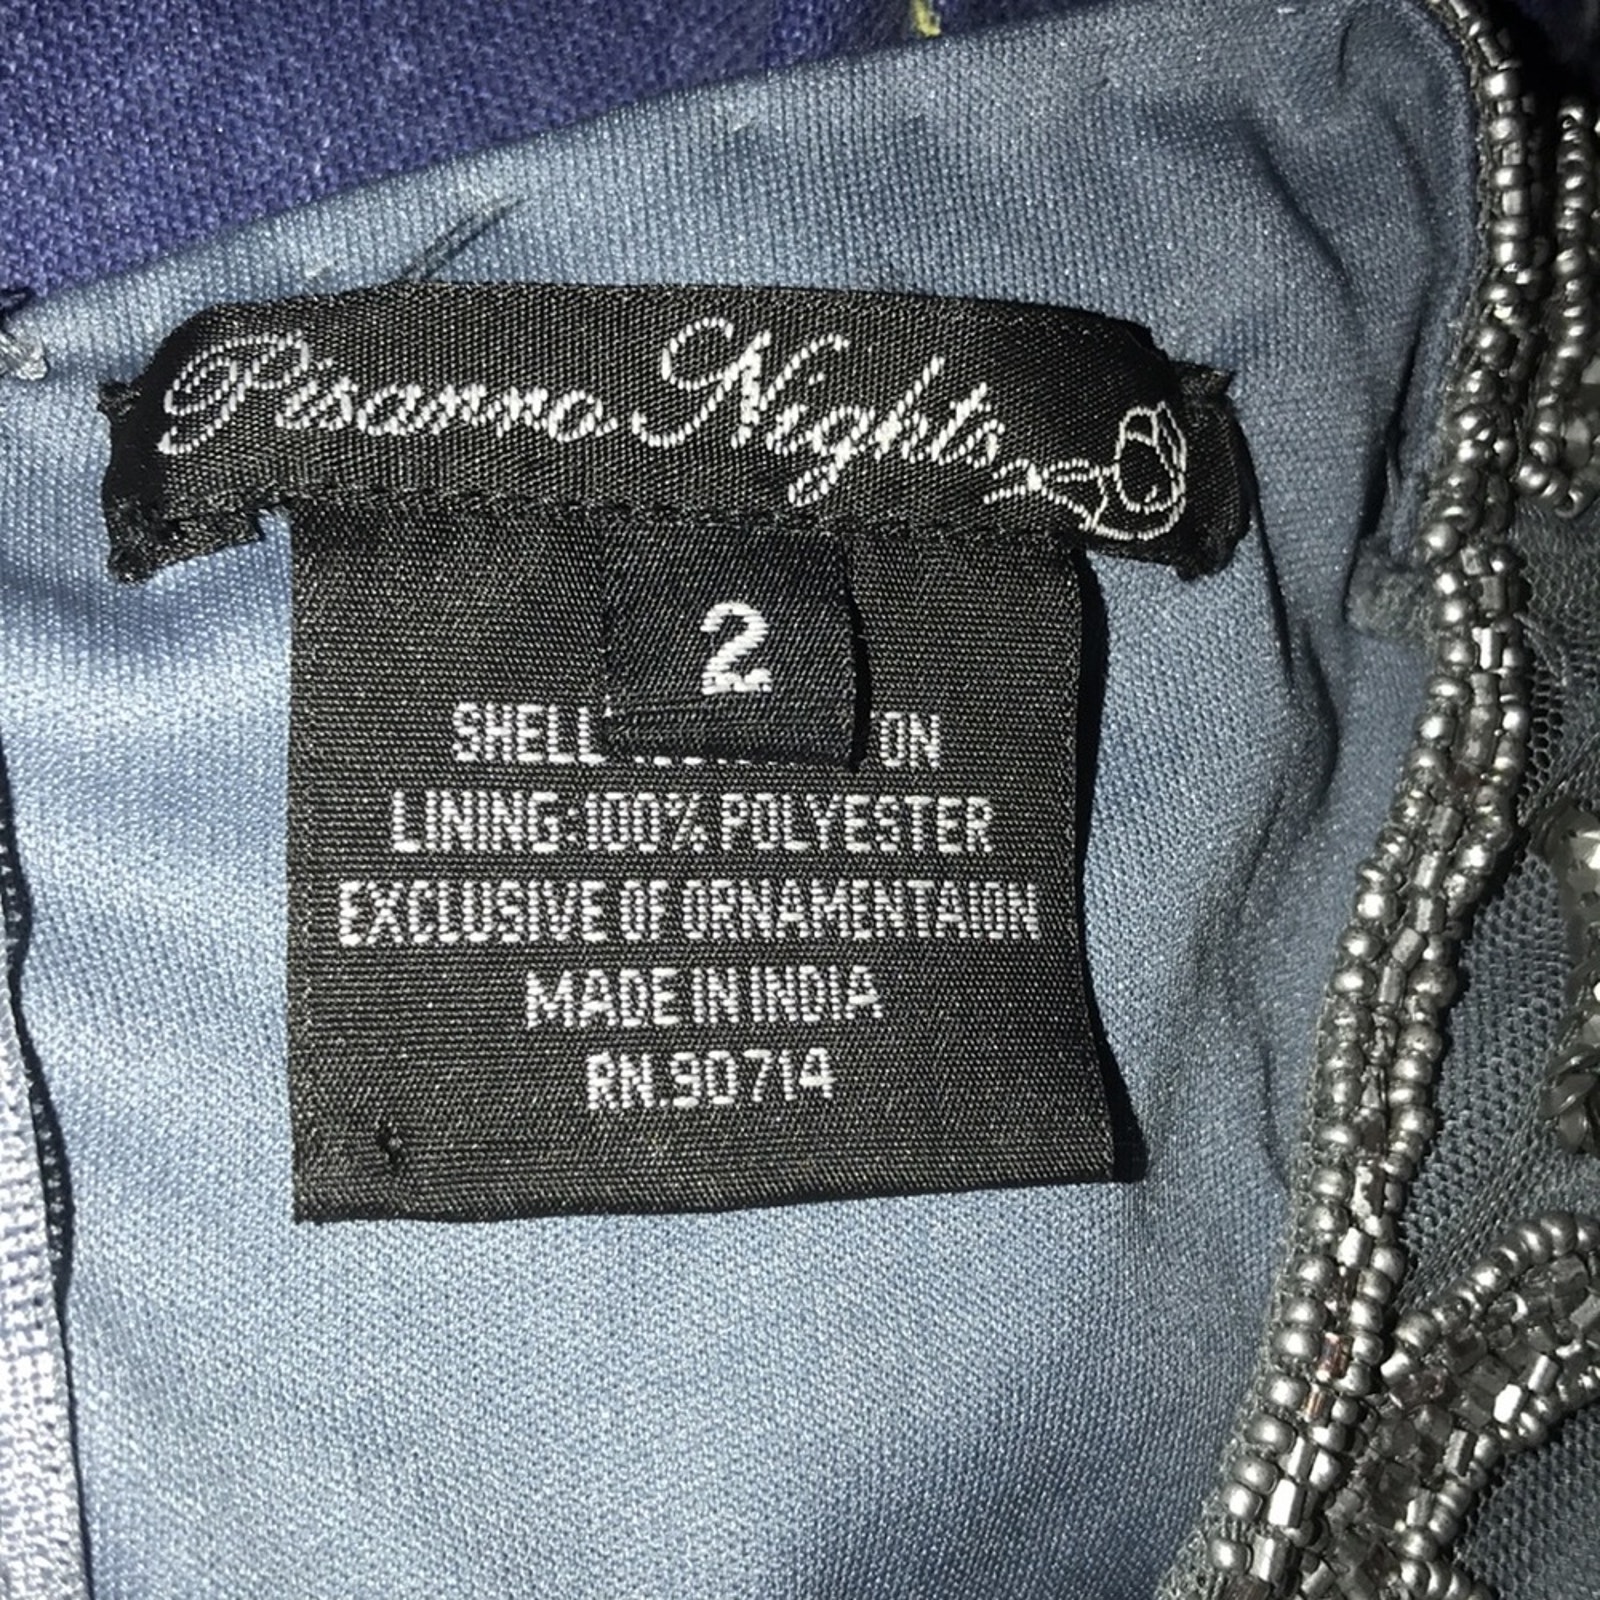 Pisarro Nights
2
SHELL ON
LINING:100% POLYESTER
EXCLUSIVE OF ORNAMENTAION
MADE IN INDIA
RN.90714